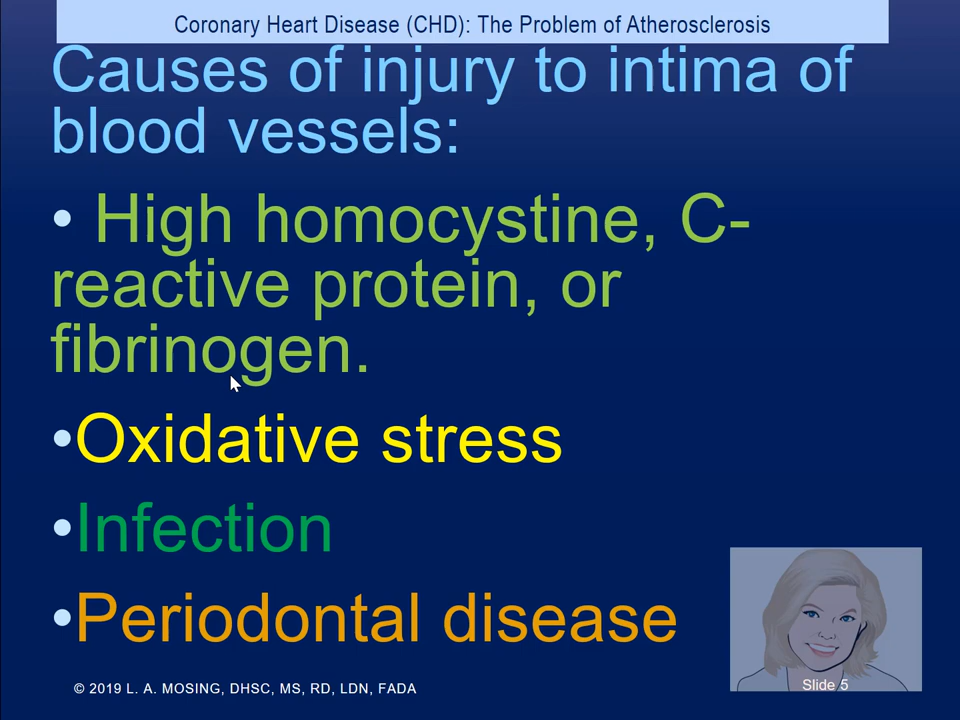 Coronary Heart Disease (CHD): The Problem of Atherosclerosis
Causes of injury to intima of
blood vessels:
• High homocystine, C-
reactive protein, or
fibrinogen.
•Oxidative stress
•Infection
•Periodontal disease
© 2019 L. A. MOSING, DHSC, MS, RD, LDN, FADA
Slide 5